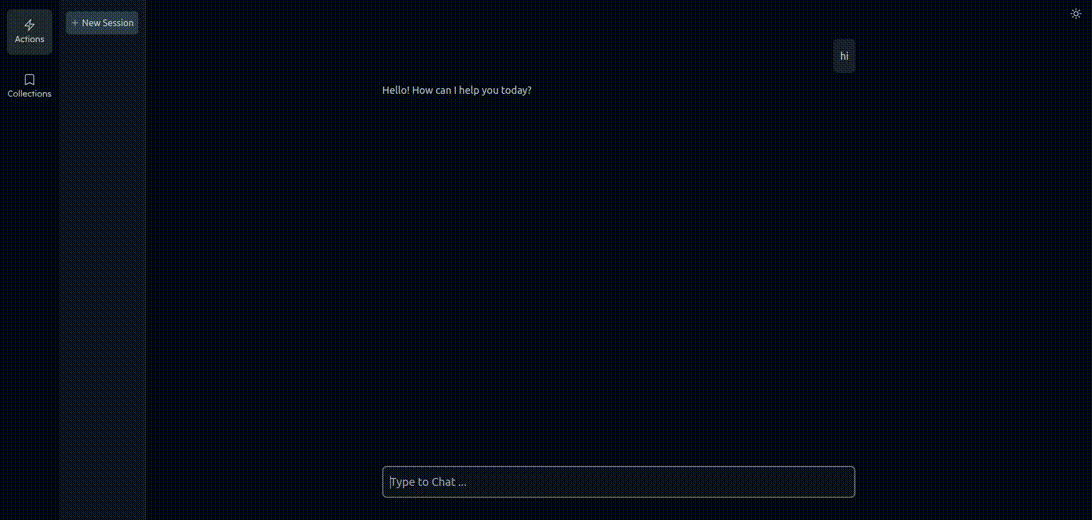 Actions
Collections
+ New Session
hi
Hello! How can I help you today?
Type to Chat ...